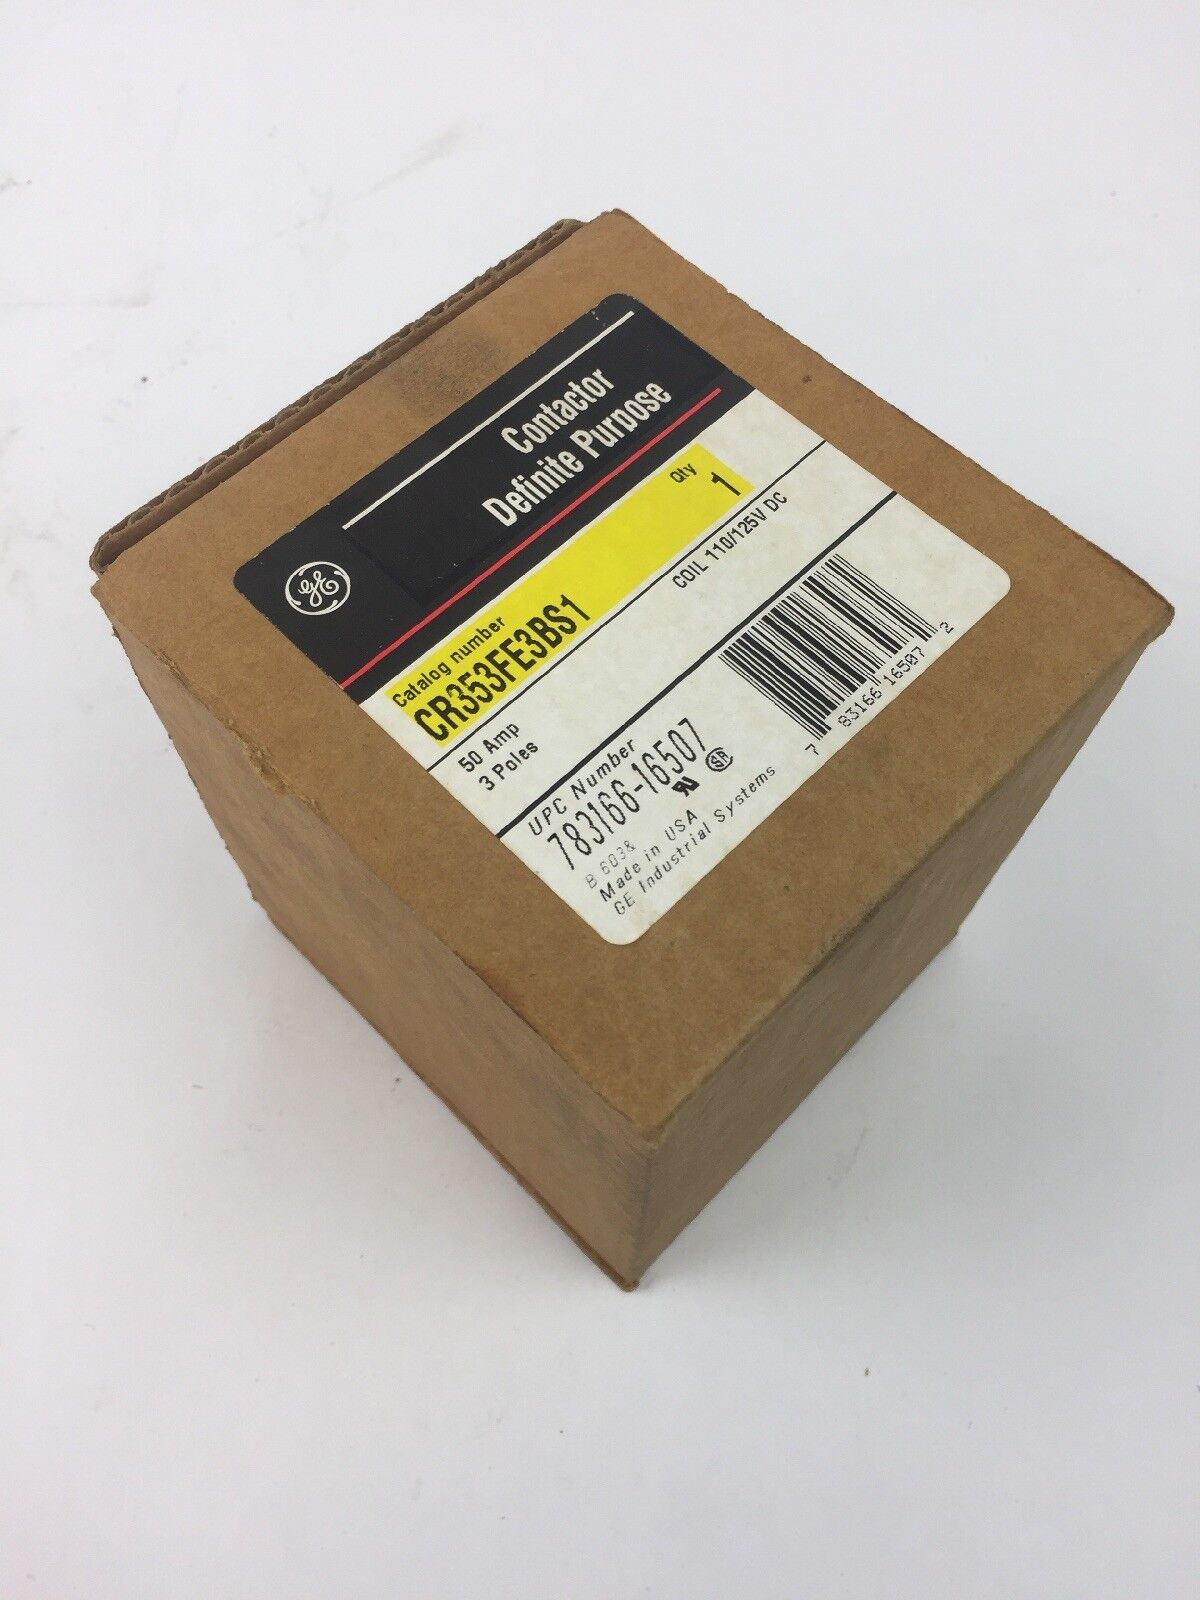 GE
Contactor
Definite Purpose
Catalog number Qty
CR353FE3BS1 1
50 Amp COIL 110/125V DC
3 Poles
UPC Number
783166-16507
7 83166 16507 2
B 6038
Made in USA
GE Industrial Systems